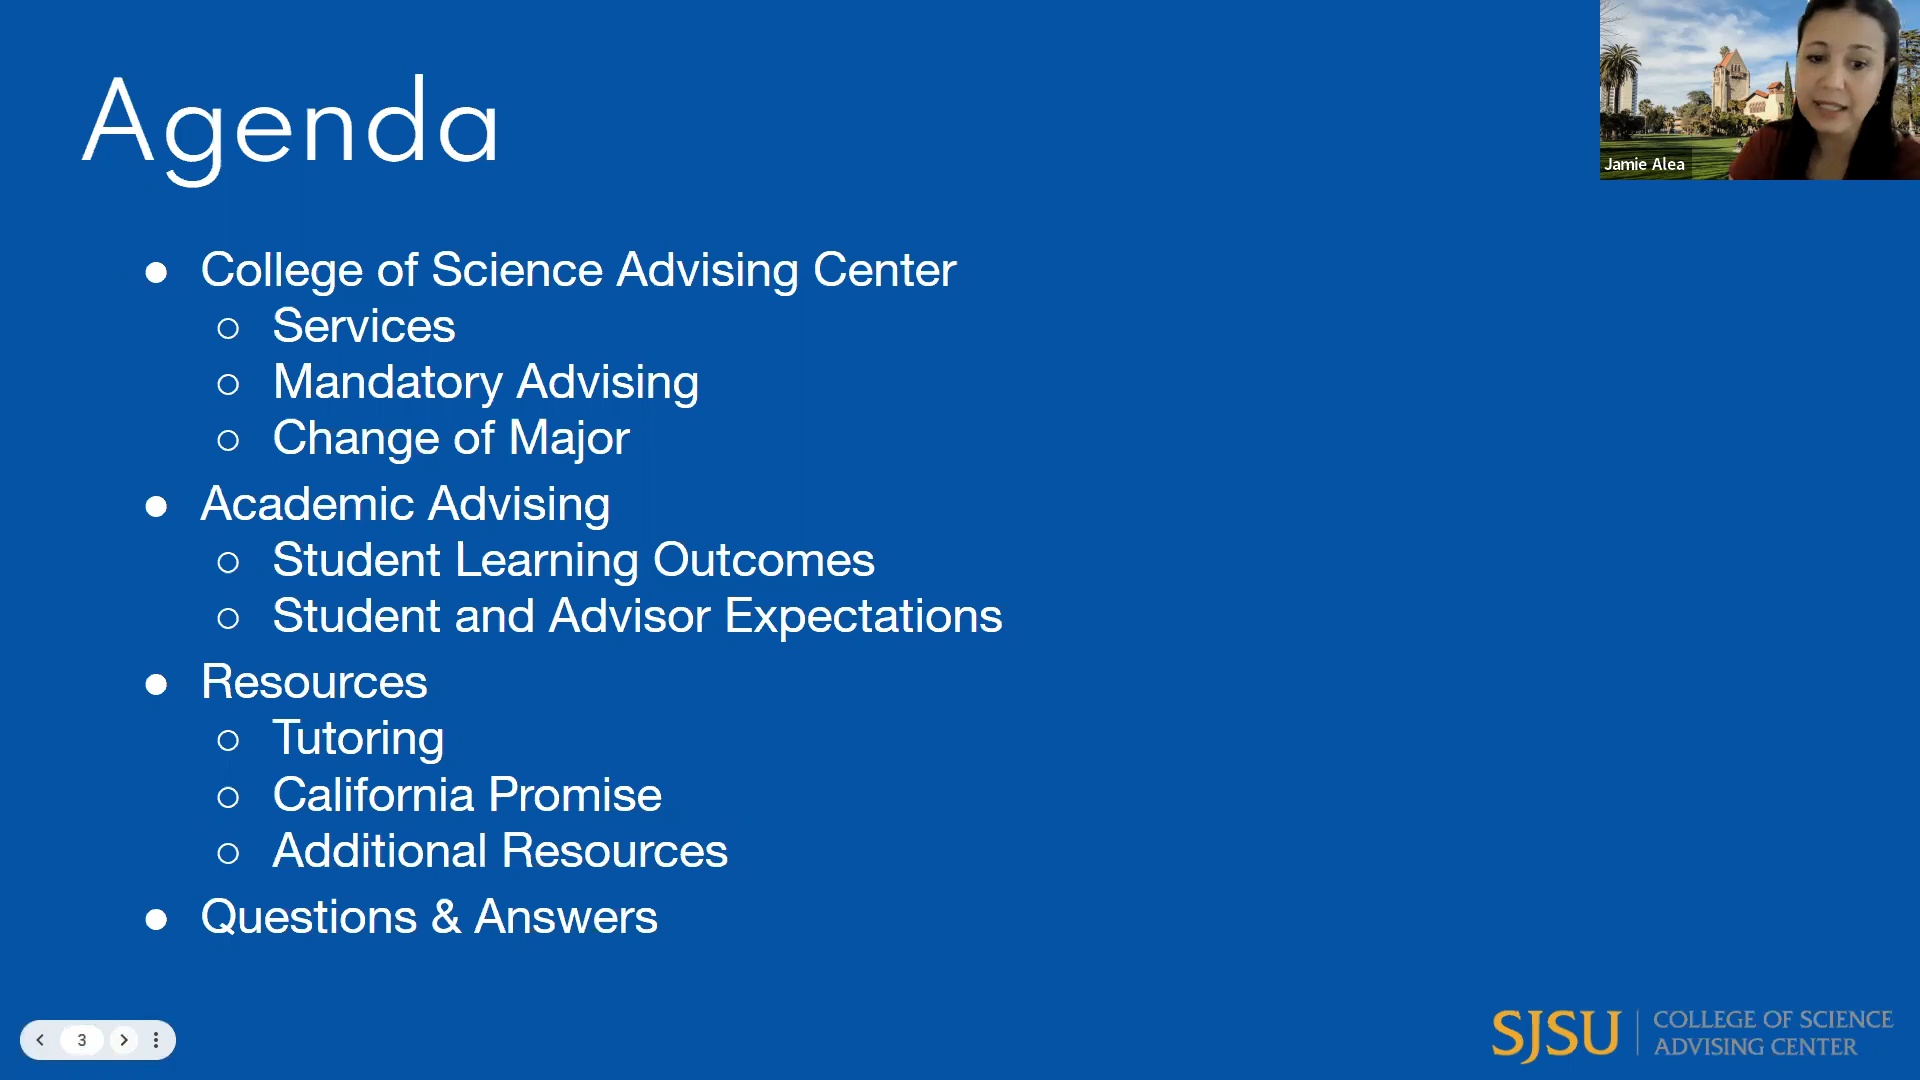 Agenda
Jamie Alea
● College of Science Advising Center
○ Services
○ Mandatory Advising
○ Change of Major
● Academic Advising
○ Student Learning Outcomes
○ Student and Advisor Expectations
● Resources
○ Tutoring
○ California Promise
○ Additional Resources
● Questions & Answers
3
SJSU
COLLEGE OF SCIENCE
ADVISING CENTER